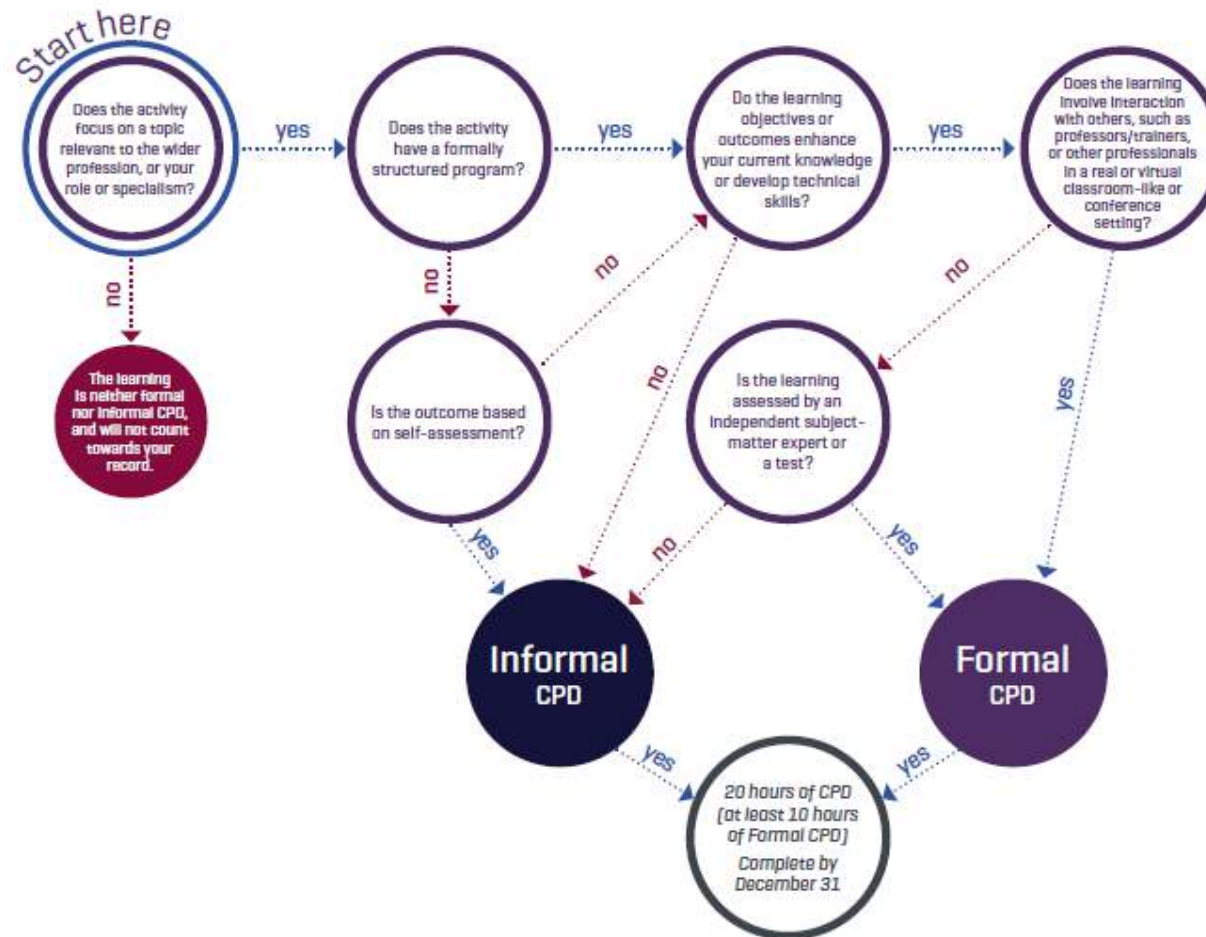 Start here
Does the activity
focus on a topic
relevant to the wider
profession, or your
role or specialism?
yes
Does the activity
have a formally
structured program?
yes
Do the learning
objectives or
outcomes enhance
your current knowledge
or develop technical
skills?
yes
Does the learning
involve interaction
with others, such as
professors/trainers,
or other professionals
in a real or virtual
classroom-like or
conference
setting?
no
no
no
no
no
yes
The learning
is neither formal
nor informal CPD,
and will not count
towards your
record.
Is the outcome based
on self-assessment?
Is the learning
assessed by an
independent subject-
matter expert or
a test?
yes
no
yes
Informal
CPD
Formal
CPD
yes
yes
20 hours of CPD
(at least 10 hours
of Formal CPD)
Complete by
December 31